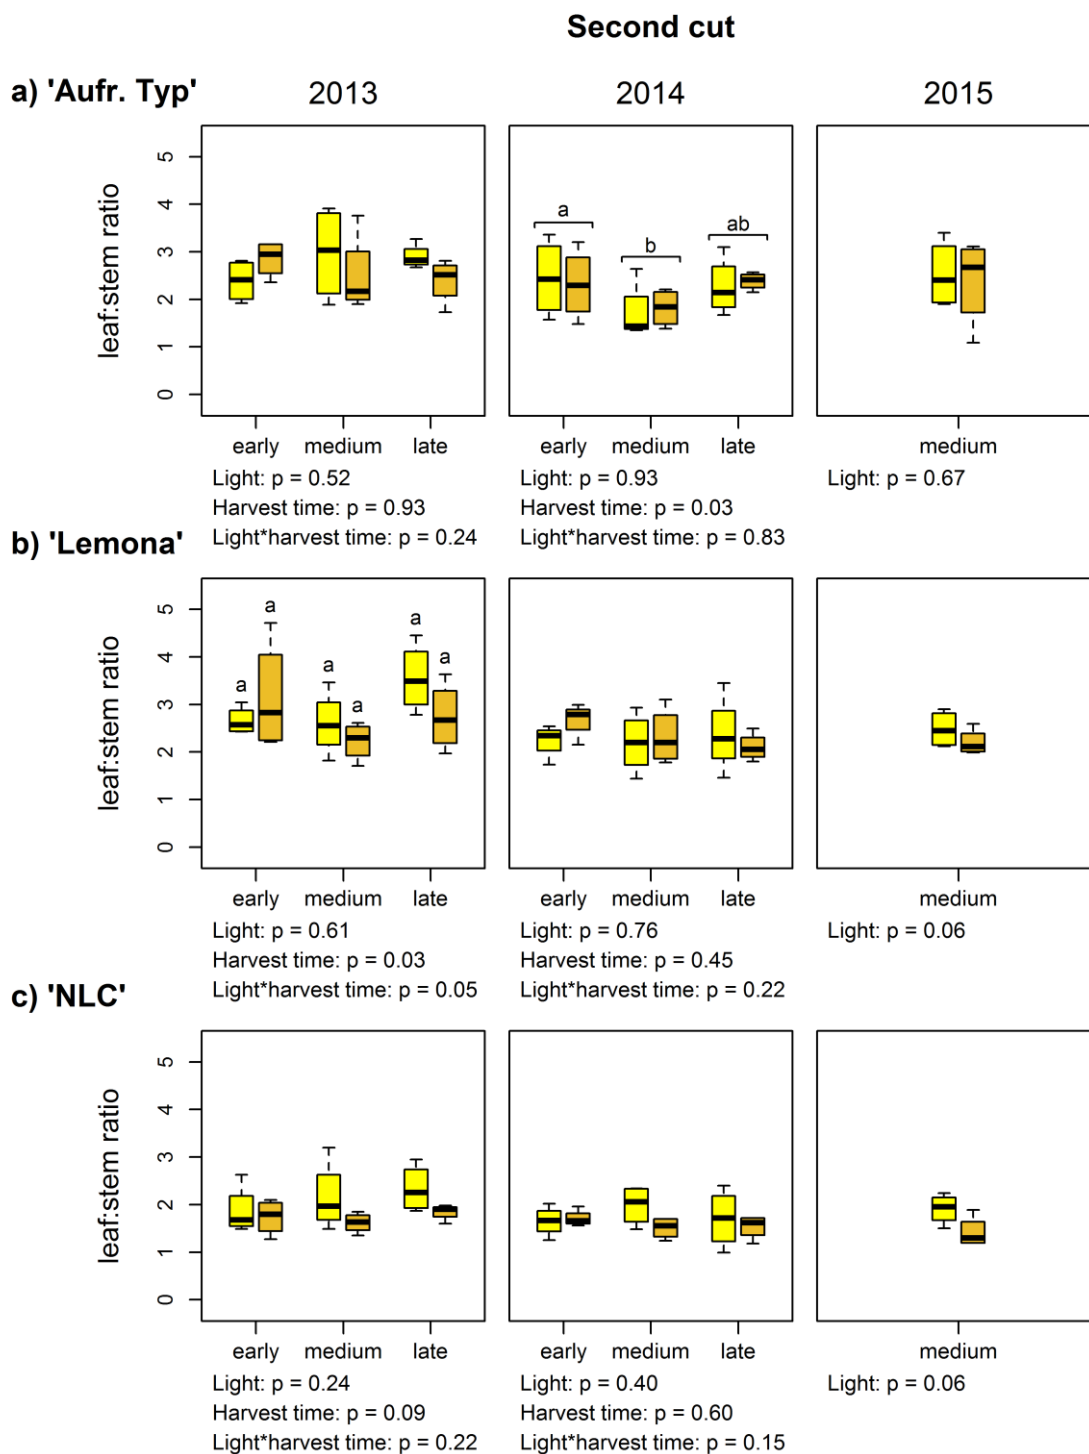 Second cut
a) 'Aufr. Typ' 2013 2014 2015
leaf:stem ratio
5
4
3
2
1
0
a
b
ab
early medium late
early medium late
medium
Light: p = 0.52
Harvest time: p = 0.93
Light*harvest time: p = 0.24
Light: p = 0.93
Harvest time: p = 0.03
Light*harvest time: p = 0.83
Light: p = 0.67
b) 'Lemona'
leaf:stem ratio
5
4
3
2
1
0
a
a
a
a
a
a
early medium late
early medium late
medium
Light: p = 0.61
Harvest time: p = 0.03
Light*harvest time: p = 0.05
Light: p = 0.76
Harvest time: p = 0.45
Light*harvest time: p = 0.22
Light: p = 0.06
c) 'NLC'
leaf:stem ratio
5
4
3
2
1
0
early medium late
early medium late
medium
Light: p = 0.24
Harvest time: p = 0.09
Light*harvest time: p = 0.22
Light: p = 0.40
Harvest time: p = 0.60
Light*harvest time: p = 0.15
Light: p = 0.06